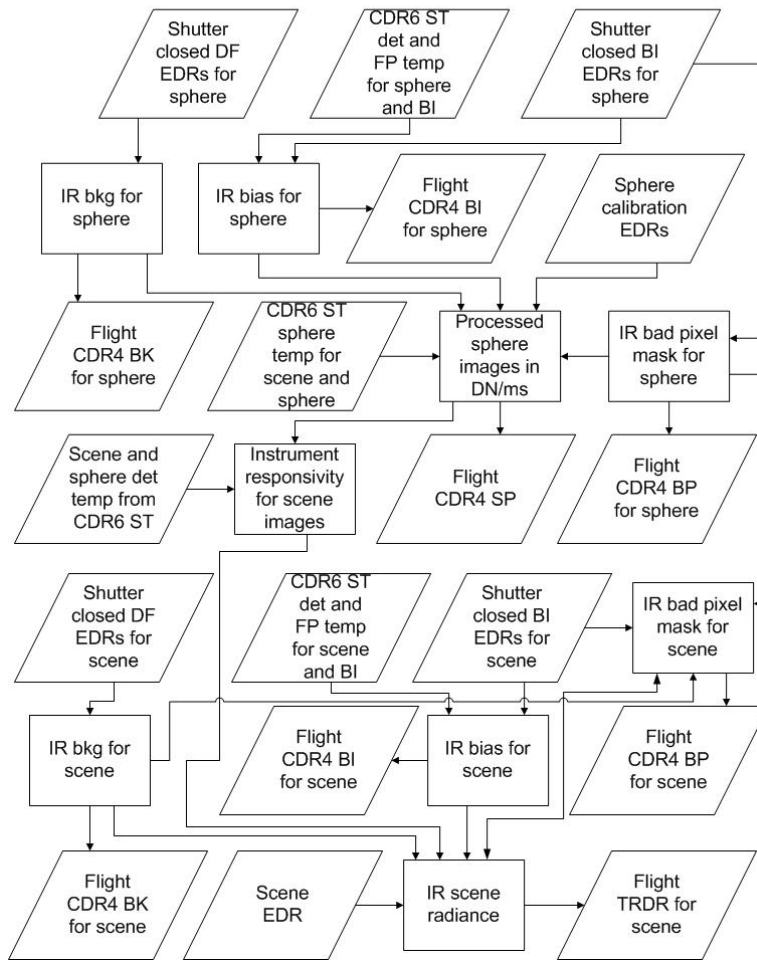 Shutter
closed DF
EDRs for
sphere
CDR6 ST
det and
FP temp
for sphere
and BI
Shutter
closed BI
EDRs for
sphere
IR bkg for
sphere
IR bias for
sphere
Flight
CDR4 BI
for sphere
Sphere
calibration
EDRs
Flight
CDR4 BK
for sphere
CDR6 ST
sphere
temp for
scene and
sphere
Processed
sphere
images in
DN/ms
IR bad pixel
mask for
sphere
Scene and
sphere det
temp from
CDR6 ST
Instrument
responsivity
for scene
images
Flight
CDR4 SP
Flight
CDR4 BP
for sphere
Shutter
closed DF
EDRs for
scene
CDR6 ST
det and
FP temp
for scene
and BI
Shutter
closed BI
EDRs for
scene
IR bad pixel
mask for
scene
IR bkg for
scene
Flight
CDR4 BI
for scene
IR bias for
scene
Flight
CDR4 BP
for scene
Flight
CDR4 BK
for scene
Scene
EDR
IR scene
radiance
Flight
TRDR for
scene